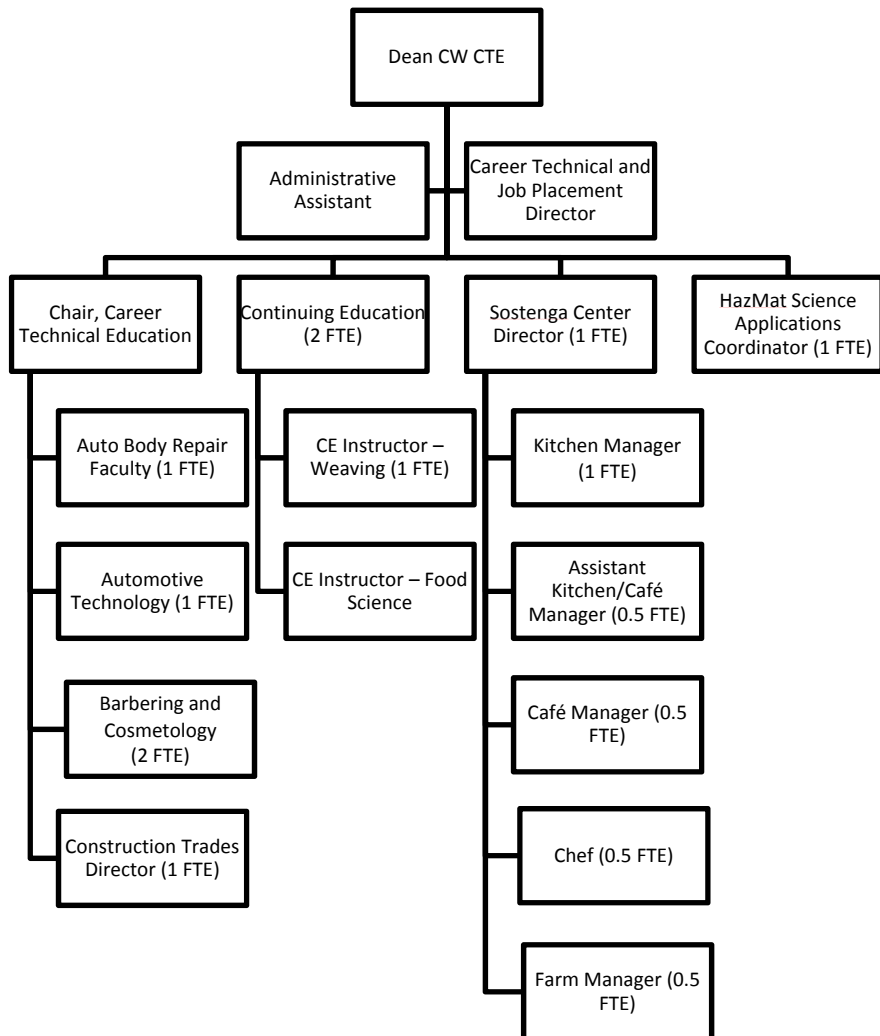 Dean CW CTE
Administrative
Assistant
Career Technical and
Job Placement
Director
Chair, Career
Technical Education
Continuing Education
(2 FTE)
Sostenga Center
Director (1 FTE)
HazMat Science
Applications
Coordinator (1 FTE)
Auto Body Repair
Faculty (1 FTE)
CE Instructor –
Weaving (1 FTE)
Kitchen Manager
(1 FTE)
Automotive
Technology (1 FTE)
CE Instructor – Food
Science
Assistant
Kitchen/Café
Manager (0.5 FTE)
Barbering and
Cosmetology
(2 FTE)
Café Manager (0.5
FTE)
Construction Trades
Director (1 FTE)
Chef (0.5 FTE)
Farm Manager (0.5
FTE)